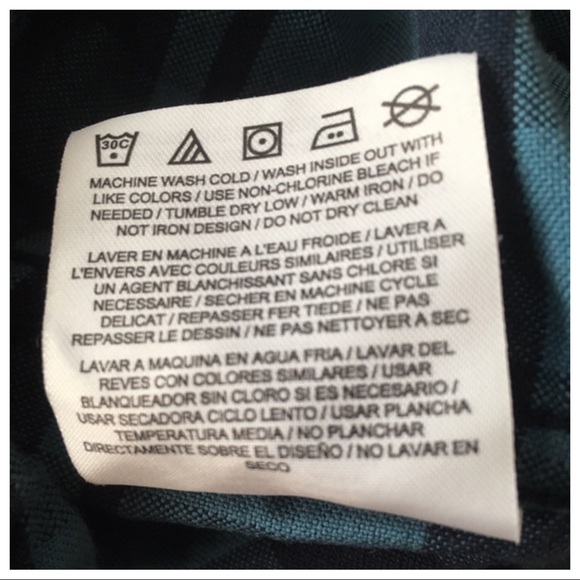 30C
MACHINE WASH COLD / WASH INSIDE OUT WITH
LIKE COLORS / USE NON-CHLORINE BLEACH IF
NEEDED / TUMBLE DRY LOW / WARM IRON / DO
NOT IRON DESIGN / DO NOT DRY CLEAN
LAVER EN MACHINE A L'EAU FROIDE / LAVER A
L'ENVERS AVEC COULEURS SIMILAIRES / UTILISER
UN AGENT BLANCHISSANT SANS CHLORE SI
NECESSAIRE / SECHER EN MACHINE CYCLE
DELICAT / REPASSER FER TIEDE / NE PAS
REPASSER LE DESSIN / NE PAS NETTOYER A SEC
LAVAR A MAQUINA EN AGUA FRIA / LAVAR DEL
REVES CON COLORES SIMILARES / USAR
BLANQUEADOR SIN CLORO SI ES NECESARIO /
USAR SECADORA CICLO LENTO / USAR PLANCHA
TEMPERATURA MEDIA / NO PLANCHAR
DIRECTAMENTE SOBRE EL DISEÑO / NO LAVAR EN
SECO